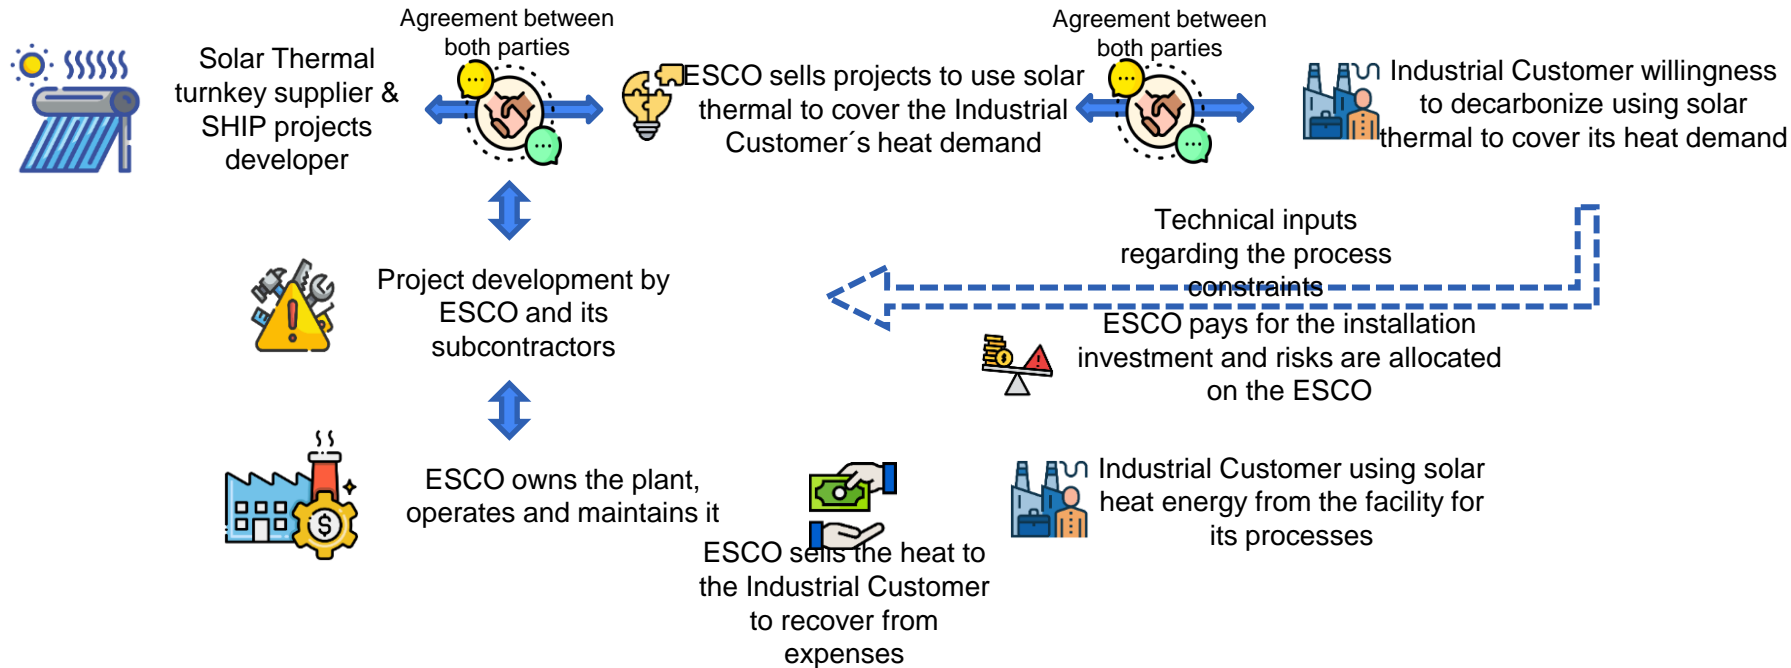 Agreement between
both parties
Agreement between
both parties
Solar Thermal
turnkey supplier &
SHIP projects
developer
ESCO sells projects to use solar
thermal to cover the Industrial
Customer´s heat demand
Industrial Customer willingness
to decarbonize using solar
thermal to cover its heat demand
Technical inputs
regarding the process
constraints
Project development by
ESCO and its
subcontractors
ESCO pays for the installation
investment and risks are allocated
on the ESCO
ESCO owns the plant,
operates and maintains it
ESCO sells the heat to
the Industrial Customer
to recover from
expenses
Industrial Customer using solar
heat energy from the facility for
its processes